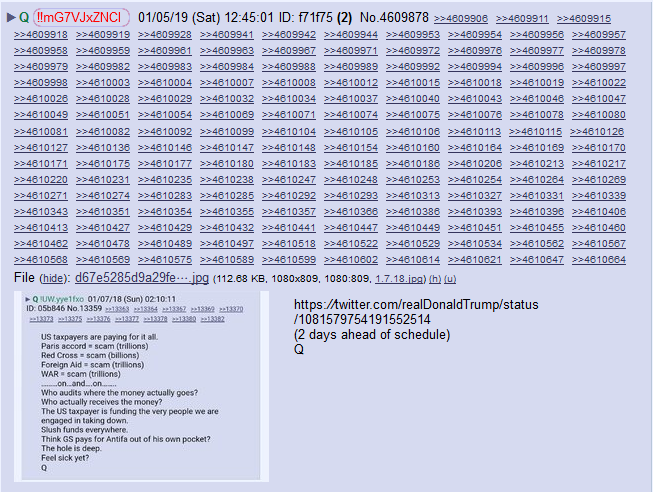 ▶ Q !!mG7VJxZNCI 01/05/19 (Sat) 12:45:01 ID: f71f75 (2) No.4609878 >>4609906 >>4609911 >>4609915
>>4609918 >>4609919 >>4609928 >>4609941 >>4609942 >>4609944 >>4609953 >>4609954 >>4609956 >>4609957
>>4609958 >>4609959 >>4609961 >>4609963 >>4609966 >>4609967 >>4609971 >>4609972 >>4609976 >>4609977 >>4609978
>>4609979 >>4609982 >>4609983 >>4609984 >>4609988 >>4609989 >>4609992 >>4609994 >>4609996 >>4609997
>>4609998 >>4610003 >>4610004 >>4610007 >>4610008 >>4610012 >>4610015 >>4610018 >>4610019 >>4610022
>>4610026 >>4610028 >>4610029 >>4610032 >>4610034 >>4610037 >>4610040 >>4610043 >>4610045 >>4610047
>>4610049 >>4610051 >>4610054 >>4610069 >>4610071 >>4610074 >>4610075 >>4610076 >>4610078 >>4610080
>>4610081 >>4610082 >>4610092 >>4610099 >>4610104 >>4610105 >>4610106 >>4610113 >>4610115 >>4610126
>>4610127 >>4610136 >>4610146 >>4610147 >>4610148 >>4610154 >>4610160 >>4610164 >>4610169 >>4610170
>>4610171 >>4610175 >>4610177 >>4610180 >>4610183 >>4610185 >>4610186 >>4610206 >>4610213 >>4610217
>>4610220 >>4610231 >>4610235 >>4610238 >>4610247 >>4610248 >>4610253 >>4610254 >>4610264 >>4610269
>>4610271 >>4610274 >>4610283 >>4610285 >>4610292 >>4610293 >>4610313 >>4610327 >>4610331 >>4610339
>>4610343 >>4610351 >>4610354 >>4610355 >>4610357 >>4610366 >>4610386 >>4610393 >>4610396 >>4610406
>>4610413 >>4610427 >>4610429 >>4610432 >>4610441 >>4610447 >>4610449 >>4610451 >>4610455 >>4610460
>>4610462 >>4610478 >>4610489 >>4610497 >>4610518 >>4610522 >>4610529 >>4610534 >>4610562 >>4610567
>>4610568 >>4610569 >>4610575 >>4610589 >>4610599 >>4610602 >>4610614 >>4610621 >>4610647 >>4610664
File (hide): d67e5285d9a29fe⋯.jpg (112.68 KB, 1080x809, 1080:809, 1.7.18.jpg) (h) (u)
▶ Q !UW.yye1fxo 01/07/18 (Sun) 02:10:11
ID: 05b846 No.13359 >>13363 >>13364 >>13367 >>13369 >>13370
>>13373 >>13375 >>13376 >>13377 >>13378 >>13380 >>13382
US taxpayers are paying for it all.
Paris accord = scam (trillions)
Red Cross = scam (billions)
Foreign Aid = scam (trillions)
WAR = scam (trillions)
.........on...and....on........
Who audits where the money actually goes?
Who actually receives the money?
The US taxpayer is funding the very people we are
engaged in taking down.
Slush funds everywhere.
Think GS pays for Antifa out of his own pocket?
The hole is deep.
Feel sick yet?
Q
https://twitter.com/realDonaldTrump/status
/1081579754191552514
(2 days ahead of schedule)
Q